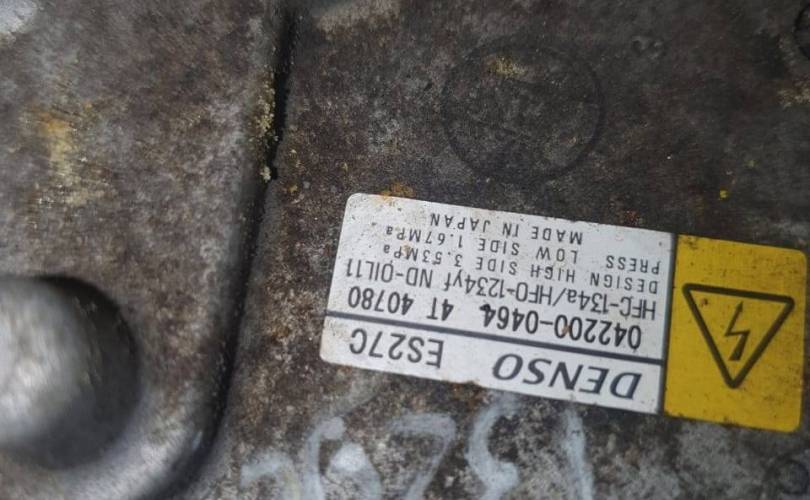 DENSO ES27C
042200-0464 4T 40780
HFC-134a/HFO-1234yf ND-OIL11
DESIGN HIGH SIDE 3.53MPa
PRESS LOW SIDE 1.67MPa
MADE IN JAPAN